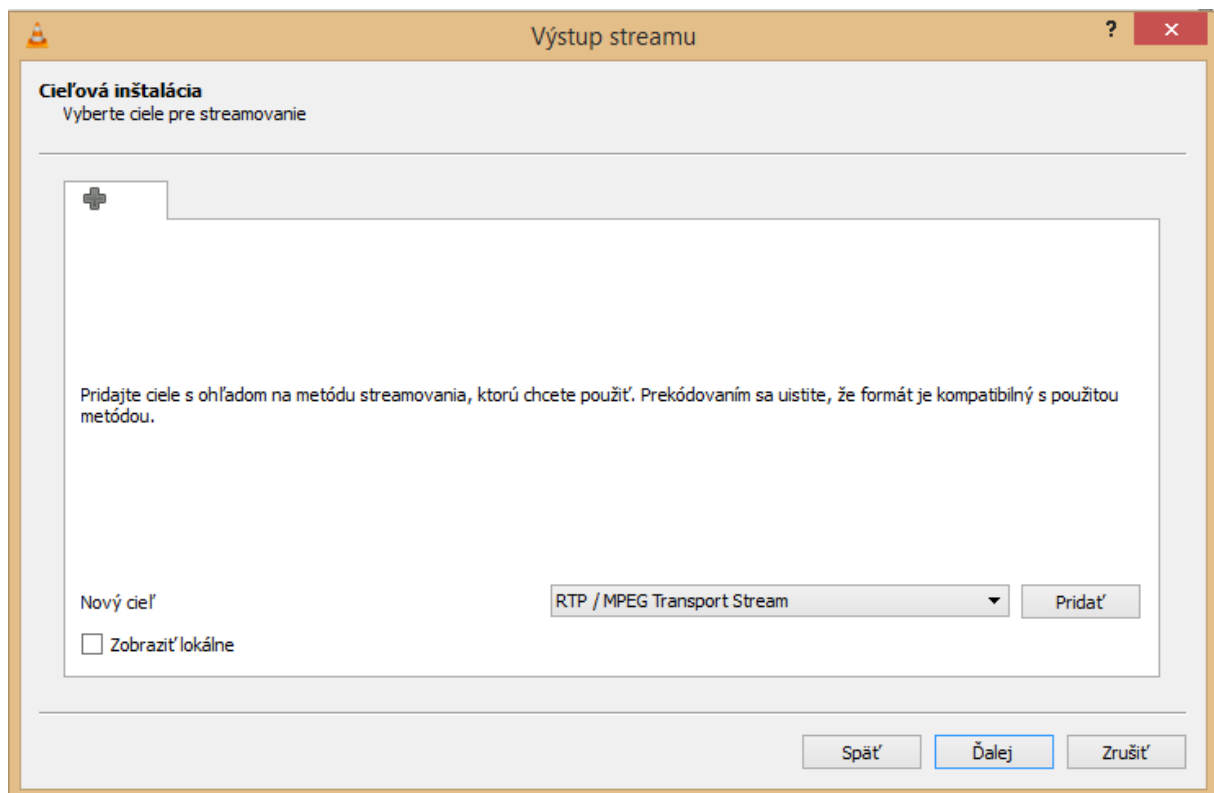 Výstup streamu
?
Cieľová inštalácia
Vyberte ciele pre streamovanie
Pridajte ciele s ohľadom na metódu streamovania, ktorú chcete použiť. Prekódovaním sa uistite, že formát je kompatibilný s použitou
metódou.
Nový cieľ
RTP / MPEG Transport Stream
Pridať
Zobraziť lokálne
Späť
Ďalej
Zrušiť